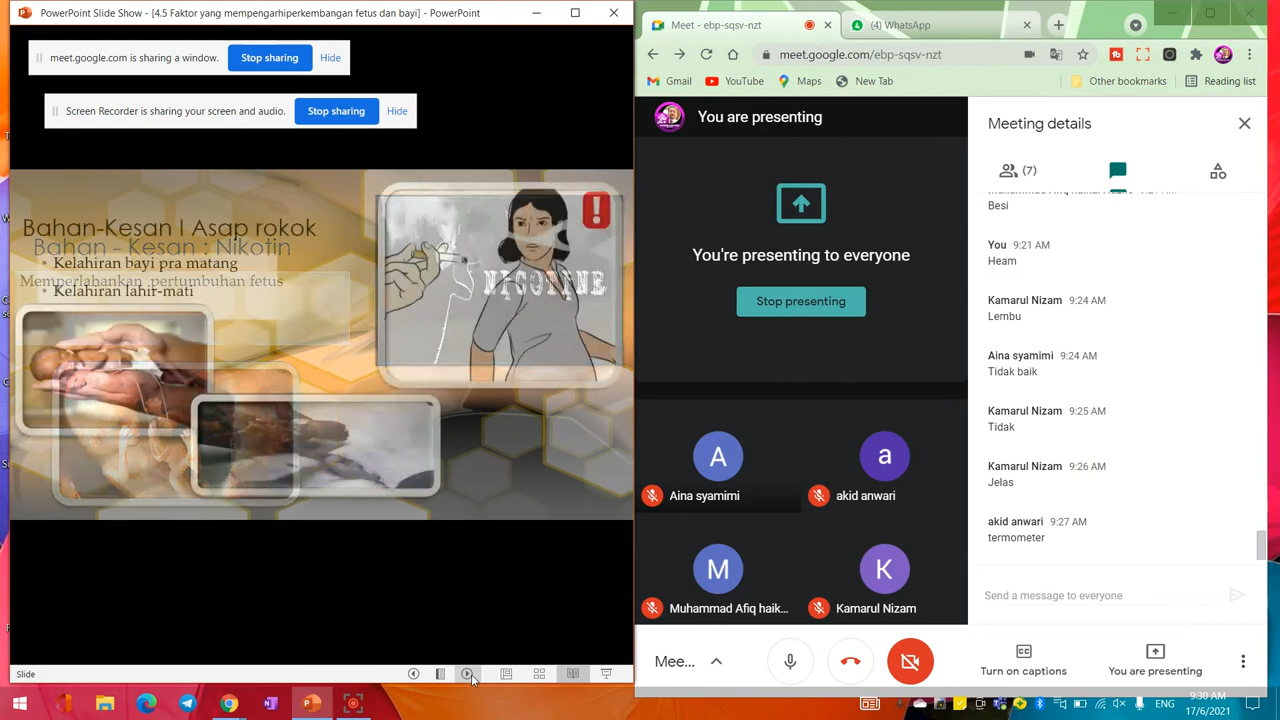 PowerPoint Slide Show - [4.5 Faktor yang mempengarhiperkembangan fetus dan bayi] - PowerPoint
meet.google.com is sharing a window.
Stop sharing
Hide
Screen Recorder is sharing your screen and audio.
Stop sharing
Hide
Bahan-Kesan | Asap rokok
Bahan - Kesan : Nikotin
• Kelahiran bayi pra matang
Memperlahankan pertumbuhan fetus
• Kelahiran lahir-mati
!
NICOTINE
Slide
Meet - ebp-sqsv-nzt
(4) WhatsApp
meet.google.com/ebp-sqsv-nzt
Gmail
YouTube
Maps
New Tab
Other bookmarks
Reading list
You are presenting
You're presenting to everyone
Stop presenting
A
Aina syamimi
a
akid anwari
M
Muhammad Afiq haik...
K
Kamarul Nizam
Meeting details
(7)
Besi
You 9:21 AM
Heam
Kamarul Nizam 9:24 AM
Lembu
Aina syamimi 9:24 AM
Tidak baik
Kamarul Nizam 9:25 AM
Tidak
Kamarul Nizam 9:26 AM
Jelas
akid anwari 9:27 AM
termometer
Send a message to everyone
Mee...
Turn on captions
You are presenting
ENG
9:30 AM
17/6/2021